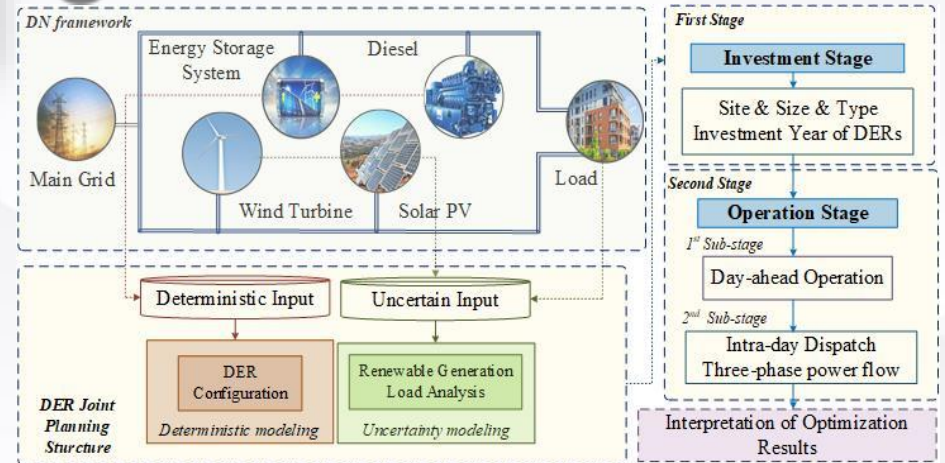 DN framework
Energy Storage
System
Diesel
Main Grid
Wind Turbine
Solar PV
Load
Deterministic Input
Uncertain Input
DER
Configuration
Deterministic modeling
Renewable Generation
Load Analysis
Uncertainty modeling
DER Joint
Planning
Sturcture
First Stage
Investment Stage
Site & Size & Type
Investment Year of DERs
Second Stage
Operation Stage
1st Sub-stage
Day-ahead Operation
2nd Sub-stage
Intra-day Dispatch
Three-phase power flow
Interpretation of Optimization
Results